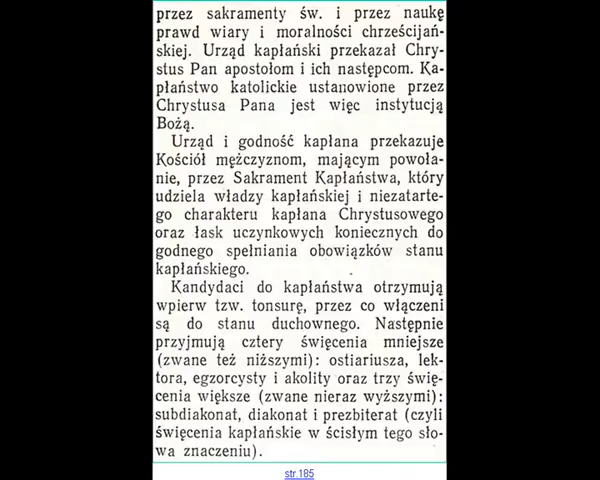 przez sakramenty św. i przez naukę
prawd wiary i moralności chrześcijań-
skiej. Urząd kapłański przekazał Chry-
stus Pan apostołom i ich następcom. Ka-
płaństwo katolickie ustanowione przez
Chrystusa Pana jest więc instytucją
Bożą.
Urząd i godność kapłana przekazuje
Kościół mężczyznom, mającym powoła-
nie, przez Sakrament Kapłaństwa, który
udziela władzy kapłańskiej i niezatarte-
go charakteru kapłana Chrystusowego
oraz łask uczynkowych koniecznych do
godnego spełniania obowiązków stanu
kapłańskiego.
Kandydaci do kapłaństwa otrzymują
wpierw tzw. tonsurę, przez co włączeni
są do stanu duchownego. Następnie
przyjmują cztery święcenia mniejsze
(zwane też niższymi): ostiariusza, lek-
tora, egzorcysty i akolity oraz trzy świę-
cenia większe (zwane nieraz wyższymi):
subdiakonat, diakonat i prezbiterat (czyli
święcenia kapłańskie w ścisłym tego sło-
wa znaczeniu).
str.185